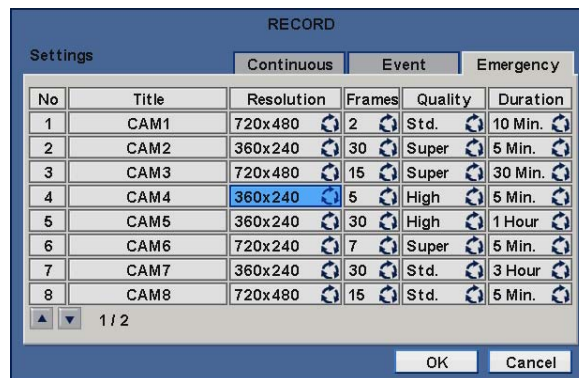 RECORD
Settings Continuous Event Emergency
No Title Resolution Frames Quality Duration
1 CAM1 720x480 2 Std. 10 Min.
2 CAM2 360x240 30 Super 5 Min.
3 CAM3 720x480 15 Super 30 Min.
4 CAM4 360x240 5 High 5 Min.
5 CAM5 360x240 30 High 1 Hour
6 CAM6 720x240 7 Super 5 Min.
7 CAM7 360x240 30 Std. 3 Hour
8 CAM8 720x480 15 Std. 5 Min.
1 / 2
OK Cancel